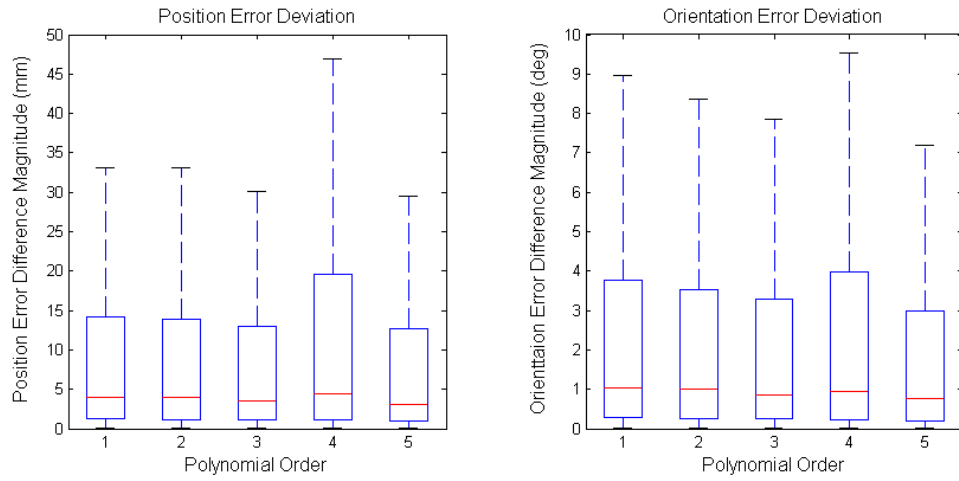 Position Error Deviation
Position Error Difference Magnitude (mm)
50
45
40
35
30
25
20
15
10
5
0
1 2 3 4 5
Polynomial Order
Orientation Error Deviation
Orienttaion Error Difference Magnitude (deg)
10
9
8
7
6
5
4
3
2
1
0
1 2 3 4 5
Polynomial Order